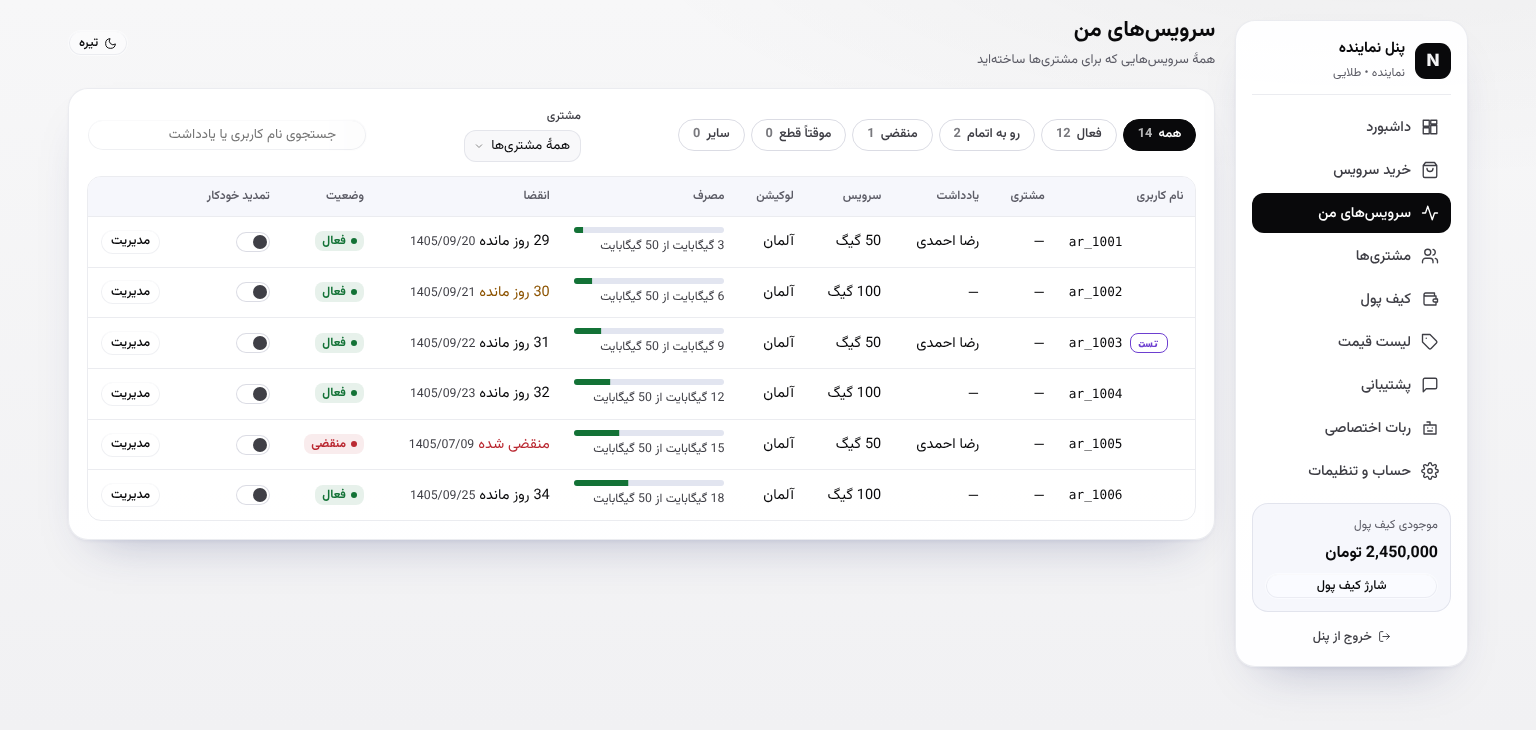 N
پنل نماینده
نماینده • طلایی
داشبورد
خرید سرویس
سرویس‌های من
مشتری‌ها
کیف پول
لیست قیمت
پشتیبانی
ربات اختصاصی
حساب و تنظیمات
موجودی کیف پول
2,450,000 تومان
شارژ کیف پول
خروج از پنل
سرویس‌های من
همهٔ سرویس‌هایی که برای مشتری‌ها ساخته‌اید
تیره
همه 14 فعال 12 رو به اتمام 2 منقضی 1 موقتاً قطع 0 سایر 0
مشتری
همهٔ مشتری‌ها
جستجوی نام کاربری یا یادداشت
نام کاربری مشتری یادداشت سرویس لوکیشن مصرف انقضا وضعیت تمدید خودکار
ar_1001 — رضا احمدی 50 گیگ آلمان 3 گیگابایت از 50 گیگابایت 29 روز مانده 1405/09/20 فعال مدیریت
ar_1002 — — 100 گیگ آلمان 6 گیگابایت از 50 گیگابایت 30 روز مانده 1405/09/21 فعال مدیریت
تست ar_1003 — رضا احمدی 50 گیگ آلمان 9 گیگابایت از 50 گیگابایت 31 روز مانده 1405/09/22 فعال مدیریت
ar_1004 — — 100 گیگ آلمان 12 گیگابایت از 50 گیگابایت 32 روز مانده 1405/09/23 فعال مدیریت
ar_1005 — رضا احمدی 50 گیگ آلمان 15 گیگابایت از 50 گیگابایت منقضی شده 1405/07/09 منقضی مدیریت
ar_1006 — — 100 گیگ آلمان 18 گیگابایت از 50 گیگابایت 34 روز مانده 1405/09/25 فعال مدیریت